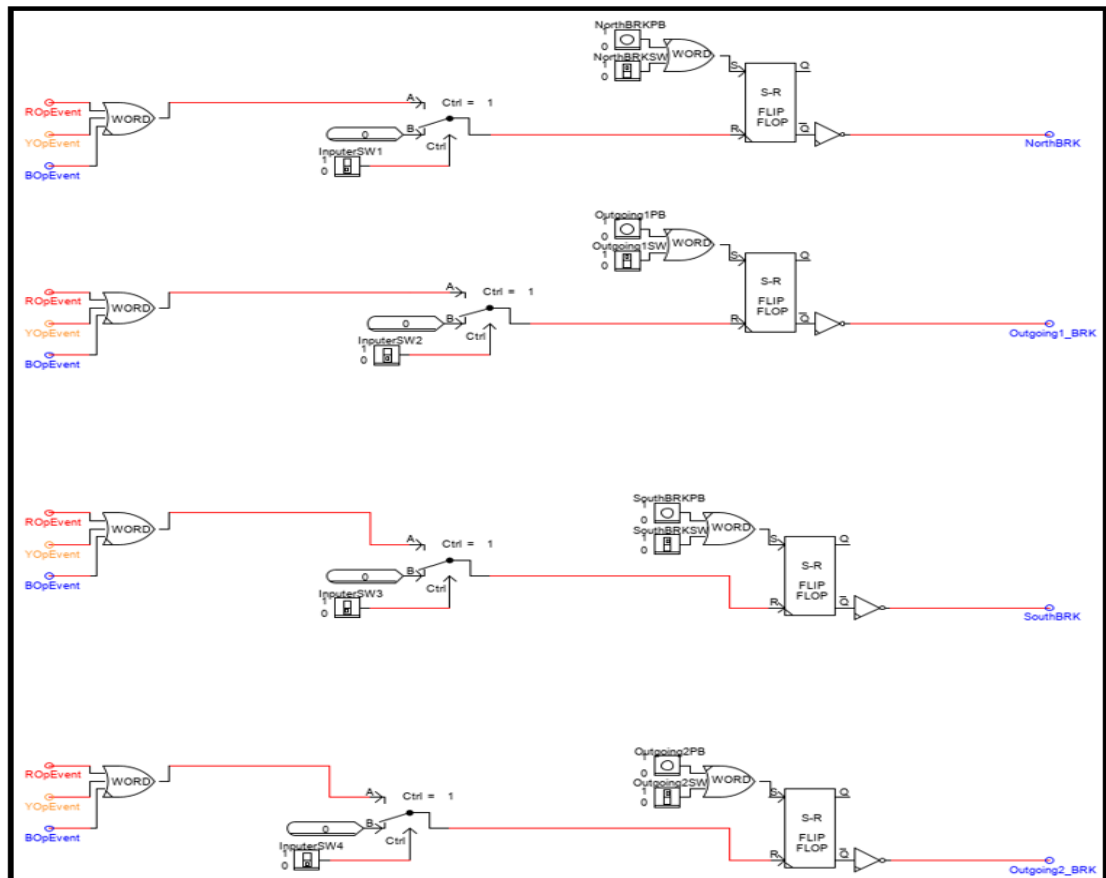 NorthBRKPB
1
0
NorthBRKSW
1
0
WORD
S
Q
S-R
FLIP
FLOP
R
Q
ROpEvent
YOpEvent
BOpEvent
WORD
A
Ctrl = 1
B
0
Ctrl
InputerSW1
1
0
NorthBRK
Outgoing1PB
1
0
Outgoing1SW
1
0
WORD
S
Q
S-R
FLIP
FLOP
R
Q
ROpEvent
YOpEvent
BOpEvent
WORD
A
Ctrl = 1
B
0
Ctrl
InputerSW2
1
0
Outgoing1_BRK
SouthBRKPB
1
0
SouthBRKSW
1
0
WORD
S
Q
S-R
FLIP
FLOP
R
Q
ROpEvent
YOpEvent
BOpEvent
WORD
A
Ctrl = 1
B
0
Ctrl
InputerSW3
1
0
SouthBRK
Outgoing2PB
1
0
Outgoing2SW
1
0
WORD
S
Q
S-R
FLIP
FLOP
R
Q
ROpEvent
YOpEvent
BOpEvent
WORD
A
Ctrl = 1
B
0
Ctrl
InputerSW4
1
0
Outgoing2_BRK